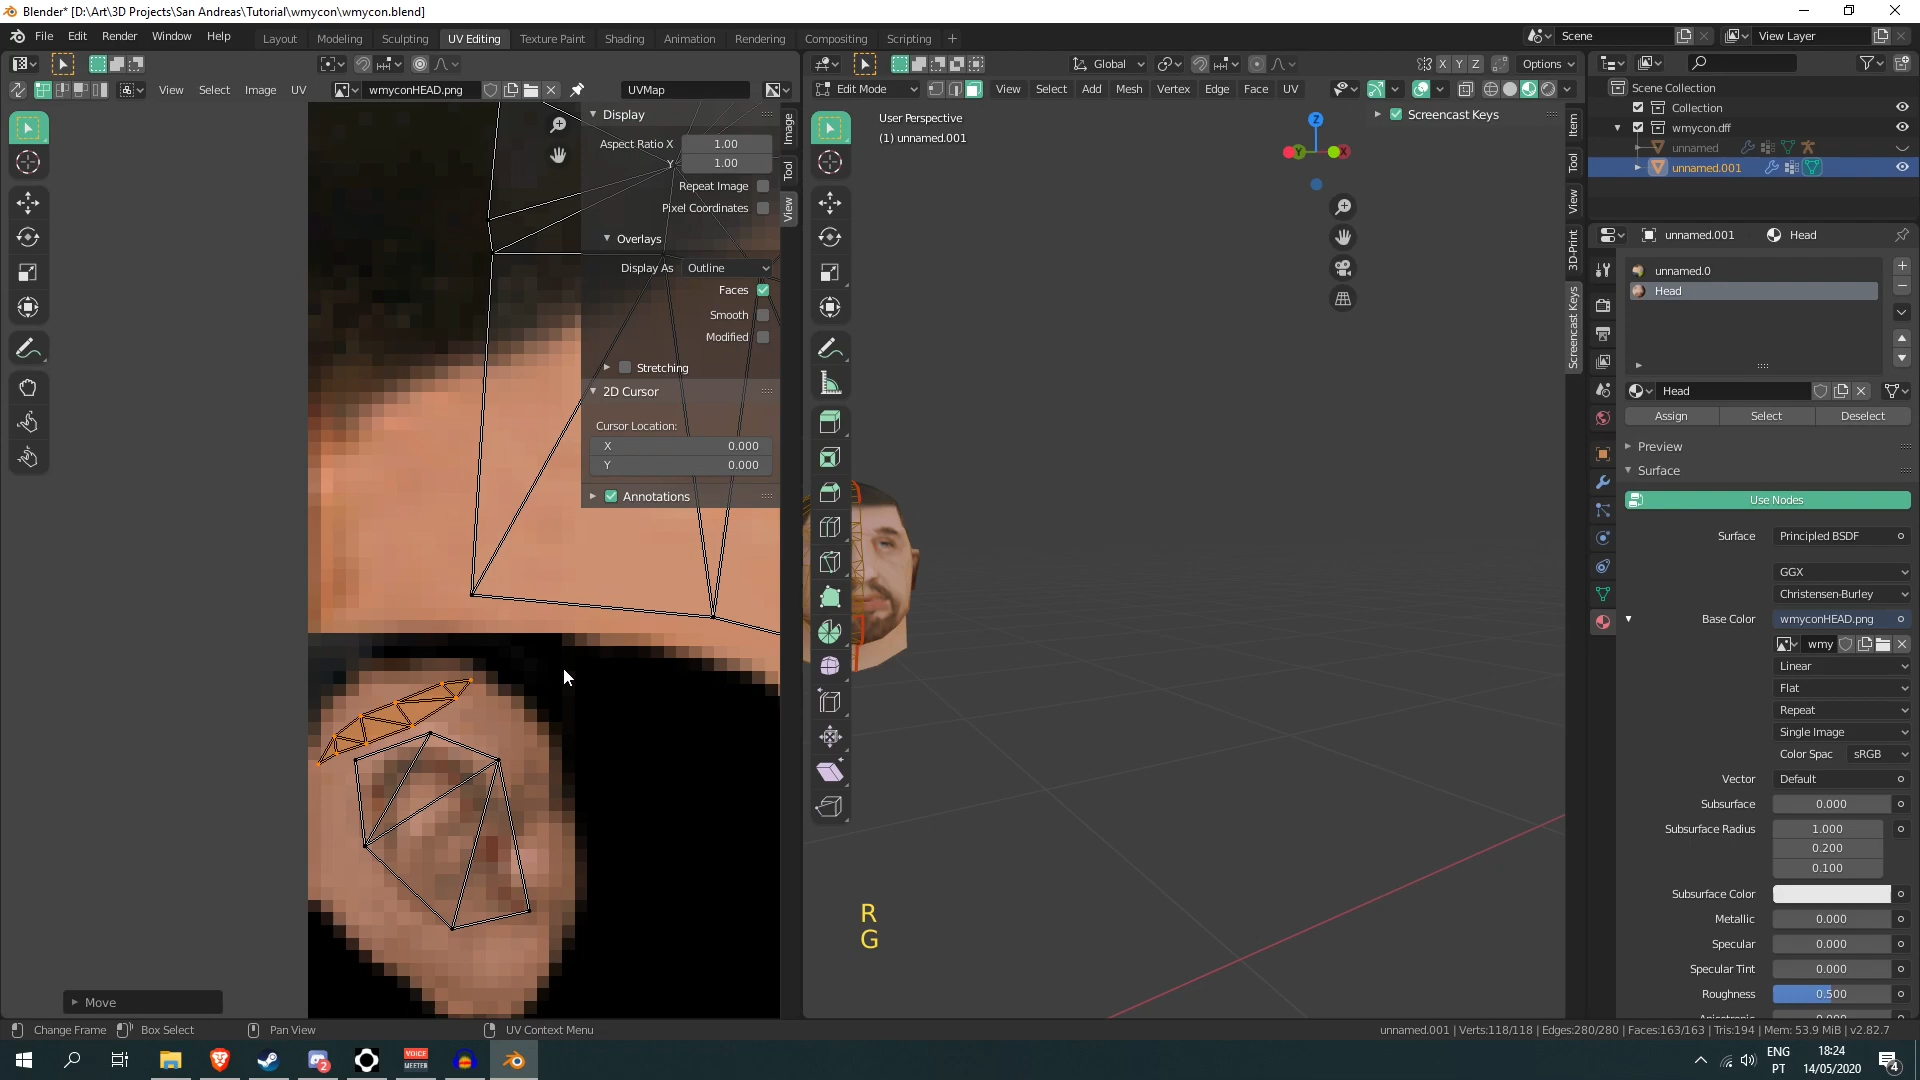 Blender* [D:\Art\3D Projects\San Andreas\Tutorial\wmycon\wmycon.blend]
File Edit Render Window Help
Layout Modeling Sculpting UV Editing Texture Paint Shading Animation Rendering Compositing Scripting
Scene
View Layer
Global
X Y Z
Options
View Select Image UV
wmyconHEAD.png
UVMap
Edit Mode
View Select Add Mesh Vertex Edge Face UV
Scene Collection
Collection
wmycon.dff
unnamed
unnamed.001
Display
Aspect Ratio X 1.00
Y 1.00
Repeat Image
Pixel Coordinates
Overlays
Display As Outline
Faces
Smooth
Modified
Stretching
2D Cursor
Cursor Location:
X 0.000
Y 0.000
Annotations
Image
Tool
View
User Perspective
(1) unnamed.001
Z
Y
X
Screencast Keys
Item
Tool
View
3D-Print
Screencast Keys
unnamed.001
Head
unnamed.0
Head
Head
Assign Select Deselect
Preview
Surface
Use Nodes
Surface Principled BSDF
GGX
Christensen-Burley
Base Color wmyconHEAD.png
wmy
Linear
Flat
Repeat
Single Image
Color Spac sRGB
Vector Default
Subsurface 0.000
Subsurface Radius 1.000
0.200
0.100
Subsurface Color
Metallic 0.000
Specular 0.000
Specular Tint 0.000
Roughness 0.500
R
G
Move
Change Frame Box Select Pan View UV Context Menu
unnamed.001 | Verts:118/118 | Edges:280/280 | Faces:163/163 | Tris:194 | Mem: 53.9 MiB | v2.82.7
VOICE
MEETER
2
ENG
PT
18:24
14/05/2020
4